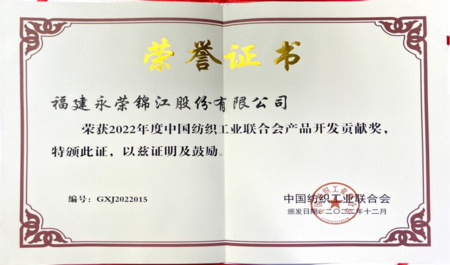 荣誉证书
福建永荣锦江股份有限公司
荣获2022年度中国纺织工业联合会产品开发贡献奖，
特颁此证，以兹证明及鼓励。
编号：GXJ2022015
中国纺织工业联合会
颁发日期：二〇二二年十二月